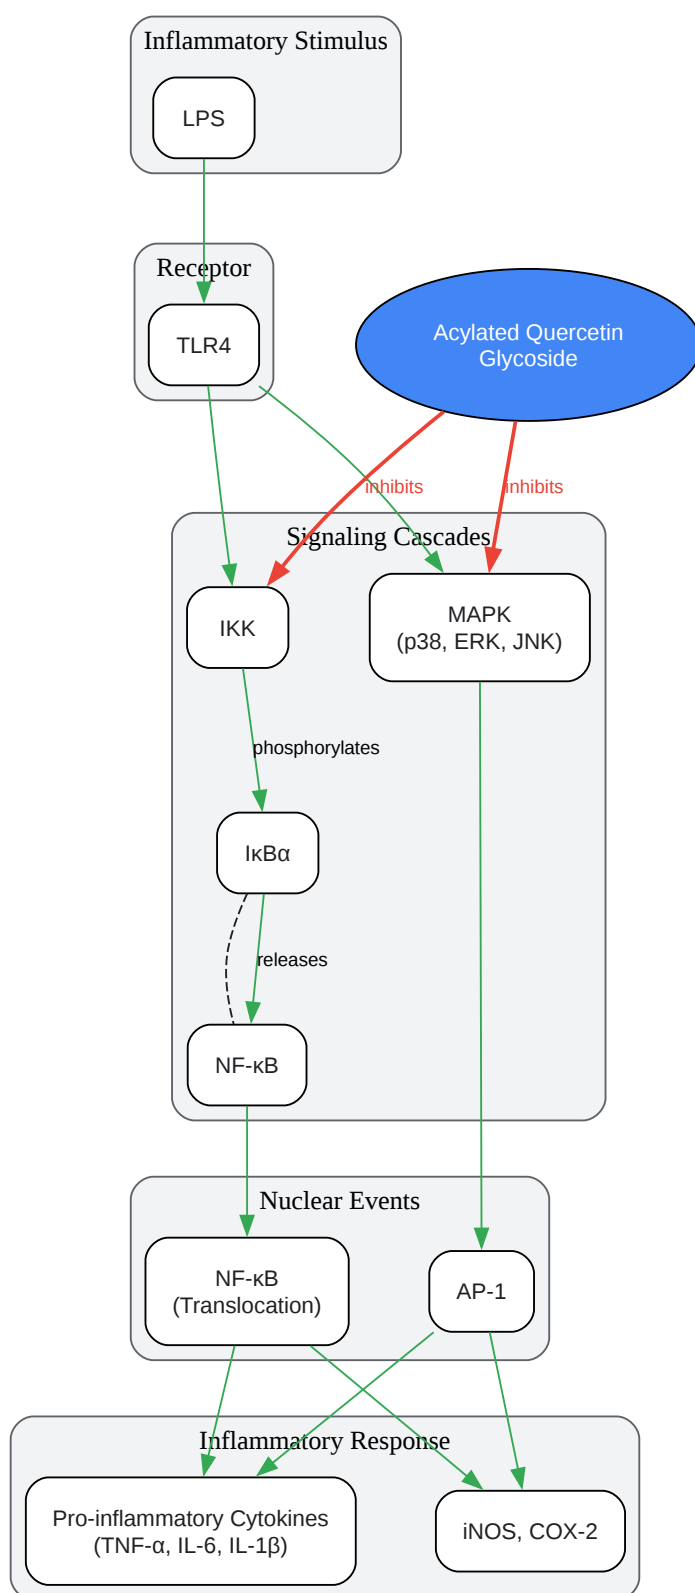 Inflammatory Stimulus
LPS
Receptor
TLR4
Acylated Quercetin
Glycoside
inhibits
inhibits
Signaling Cascades
IKK
MAPK
(p38, ERK, JNK)
phosphorylates
IκBα
releases
NF-κB
Nuclear Events
NF-κB
(Translocation)
AP-1
Inflammatory Response
Pro-inflammatory Cytokines
(TNF-α, IL-6, IL-1β)
iNOS, COX-2